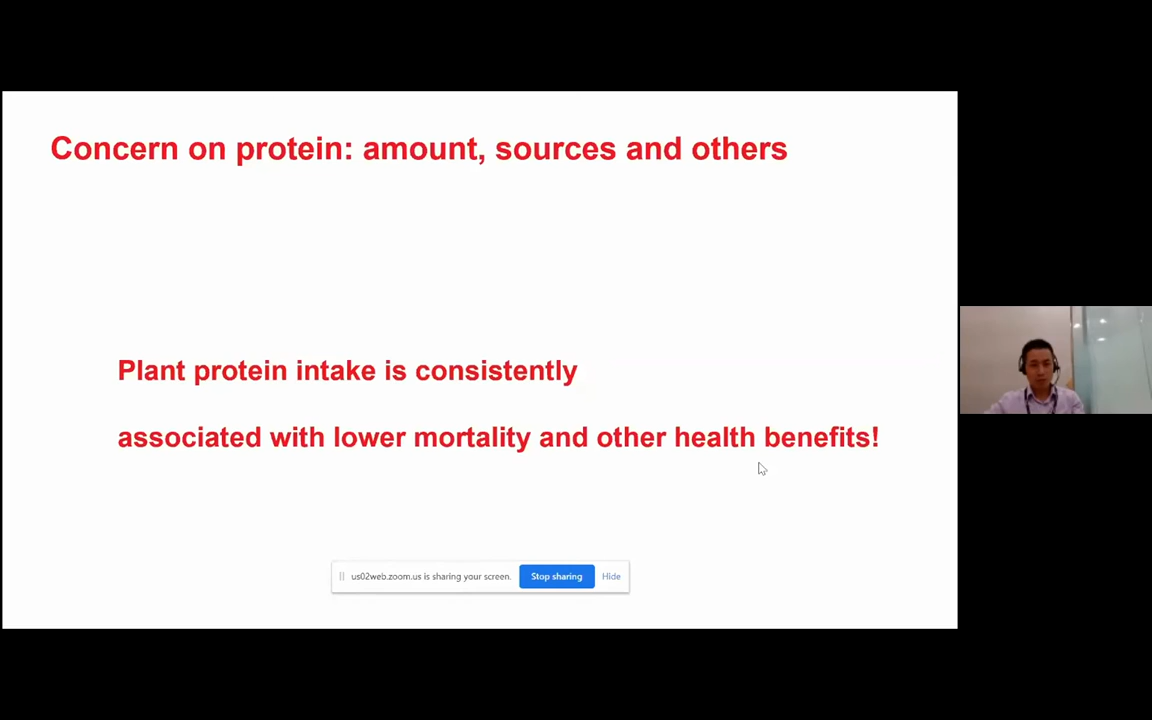 Concern on protein: amount, sources and others
Plant protein intake is consistently
associated with lower mortality and other health benefits!
us02web.zoom.us is sharing your screen.
Stop sharing
Hide